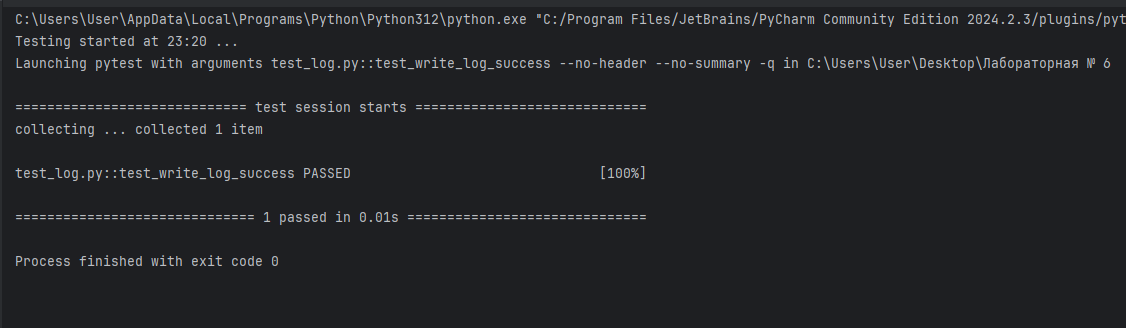 C:\Users\User\AppData\Local\Programs\Python\Python312\python.exe "C:/Program Files/JetBrains/PyCharm Community Edition 2024.2.3/plugins/pyt
Testing started at 23:20 ...
Launching pytest with arguments test_log.py::test_write_log_success --no-header --no-summary -q in C:\Users\User\Desktop\Лабораторная № 6
============================= test session starts =============================
collecting ... collected 1 item
test_log.py::test_write_log_success PASSED                               [100%]
============================== 1 passed in 0.01s ==============================
Process finished with exit code 0